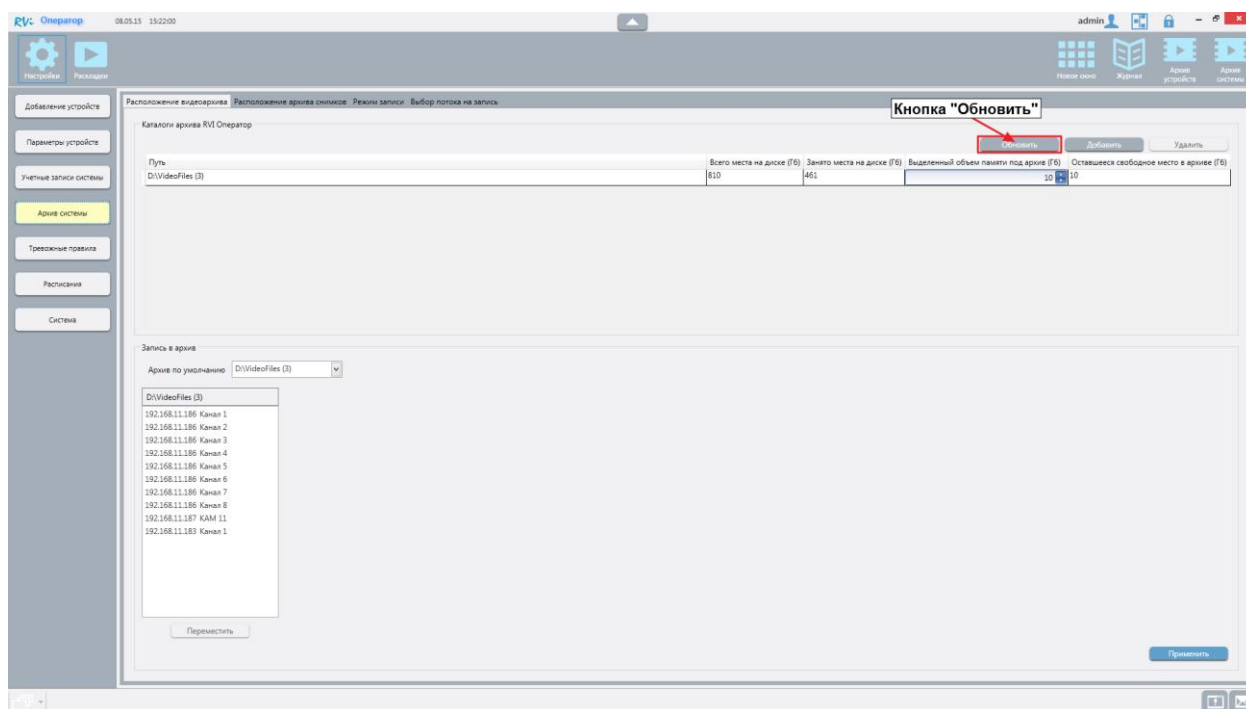 RVi Оператор 08.05.15 15:22:00 admin
Настройки Раскладки Новое окно Журнал Архив устройств Архив системы
Добавление устройств
Параметры устройств
Учетные записи системы
Архив системы
Тревожные правила
Расписания
Система
Расположение видеоархива Расположение архива снимков Режим записи Выбор потока на запись
Кнопка "Обновить"
Каталоги архива RVI Оператор
Обновить Добавить Удалить
Путь Всего места на диске (Гб) Занято места на диске (Гб) Выделенный объем памяти под архив (Гб) Оставшееся свободное место в архиве (Гб)
D:\VideoFiles (3) 810 461 10 10
Запись в архив
Архив по умолчанию D:\VideoFiles (3)
D:\VideoFiles (3)
192.168.11.186 Канал 1
192.168.11.186 Канал 2
192.168.11.186 Канал 3
192.168.11.186 Канал 4
192.168.11.186 Канал 5
192.168.11.186 Канал 6
192.168.11.186 Канал 7
192.168.11.186 Канал 8
192.168.11.187 КАМ 11
192.168.11.183 Канал 1
Переместить
Применить